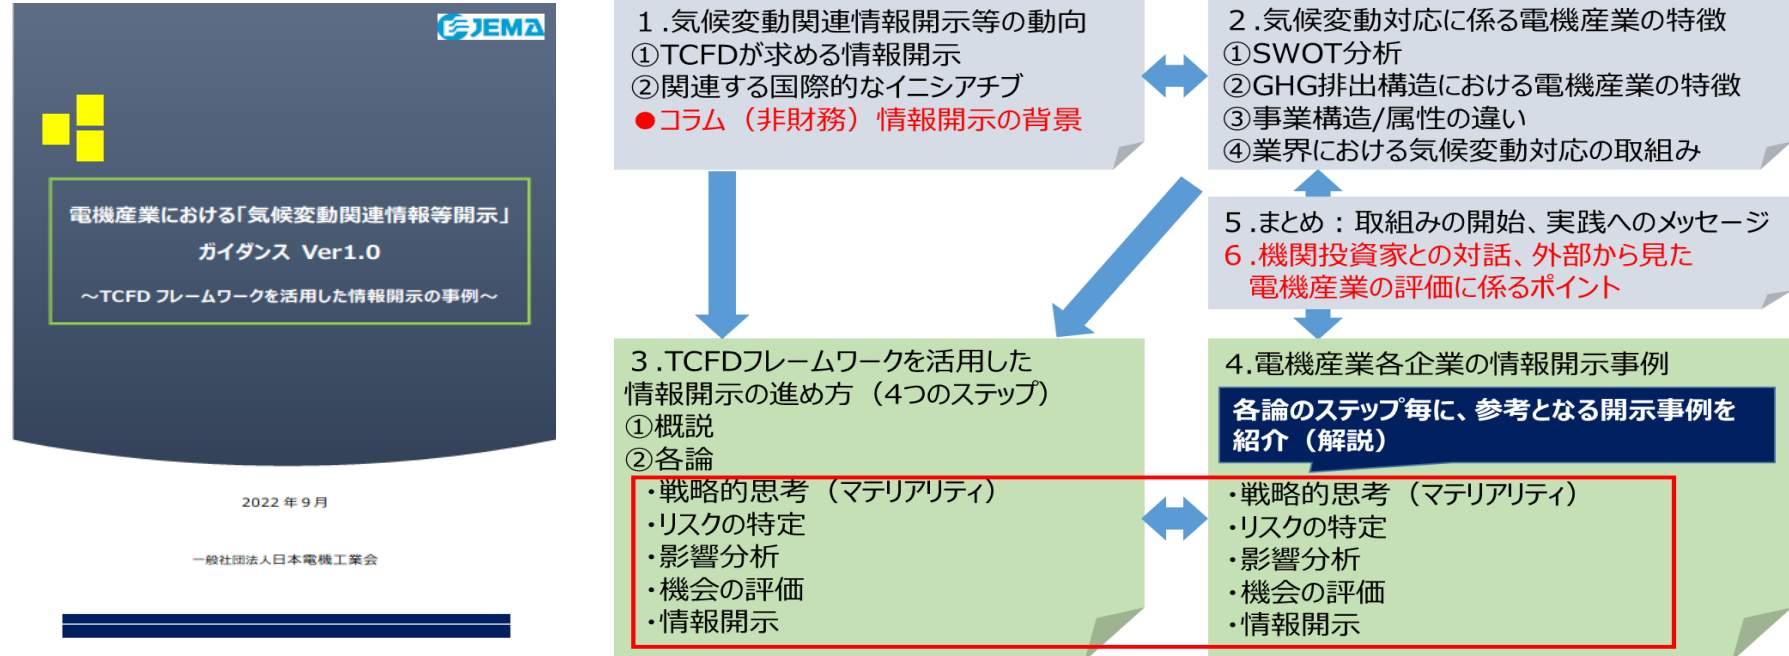 JEMA
電機産業における「気候変動関連情報等開示」
ガイダンス Ver1.0
～TCFD フレームワークを活用した情報開示の事例～
2022 年 9 月
一般社団法人日本電機工業会
１.気候変動関連情報開示等の動向
①TCFDが求める情報開示
②関連する国際的なイニシアチブ
●コラム（非財務）情報開示の背景
２.気候変動対応に係る電機産業の特徴
①SWOT分析
②GHG排出構造における電機産業の特徴
③事業構造/属性の違い
④業界における気候変動対応の取組み
５.まとめ：取組みの開始、実践へのメッセージ
６.機関投資家との対話、外部から見た
電機産業の評価に係るポイント
３.TCFDフレームワークを活用した
情報開示の進め方（4つのステップ）
①概説
②各論
・戦略的思考（マテリアリティ）
・リスクの特定
・影響分析
・機会の評価
・情報開示
4.電機産業各企業の情報開示事例
各論のステップ毎に、参考となる開示事例を
紹介（解説）
・戦略的思考（マテリアリティ）
・リスクの特定
・影響分析
・機会の評価
・情報開示